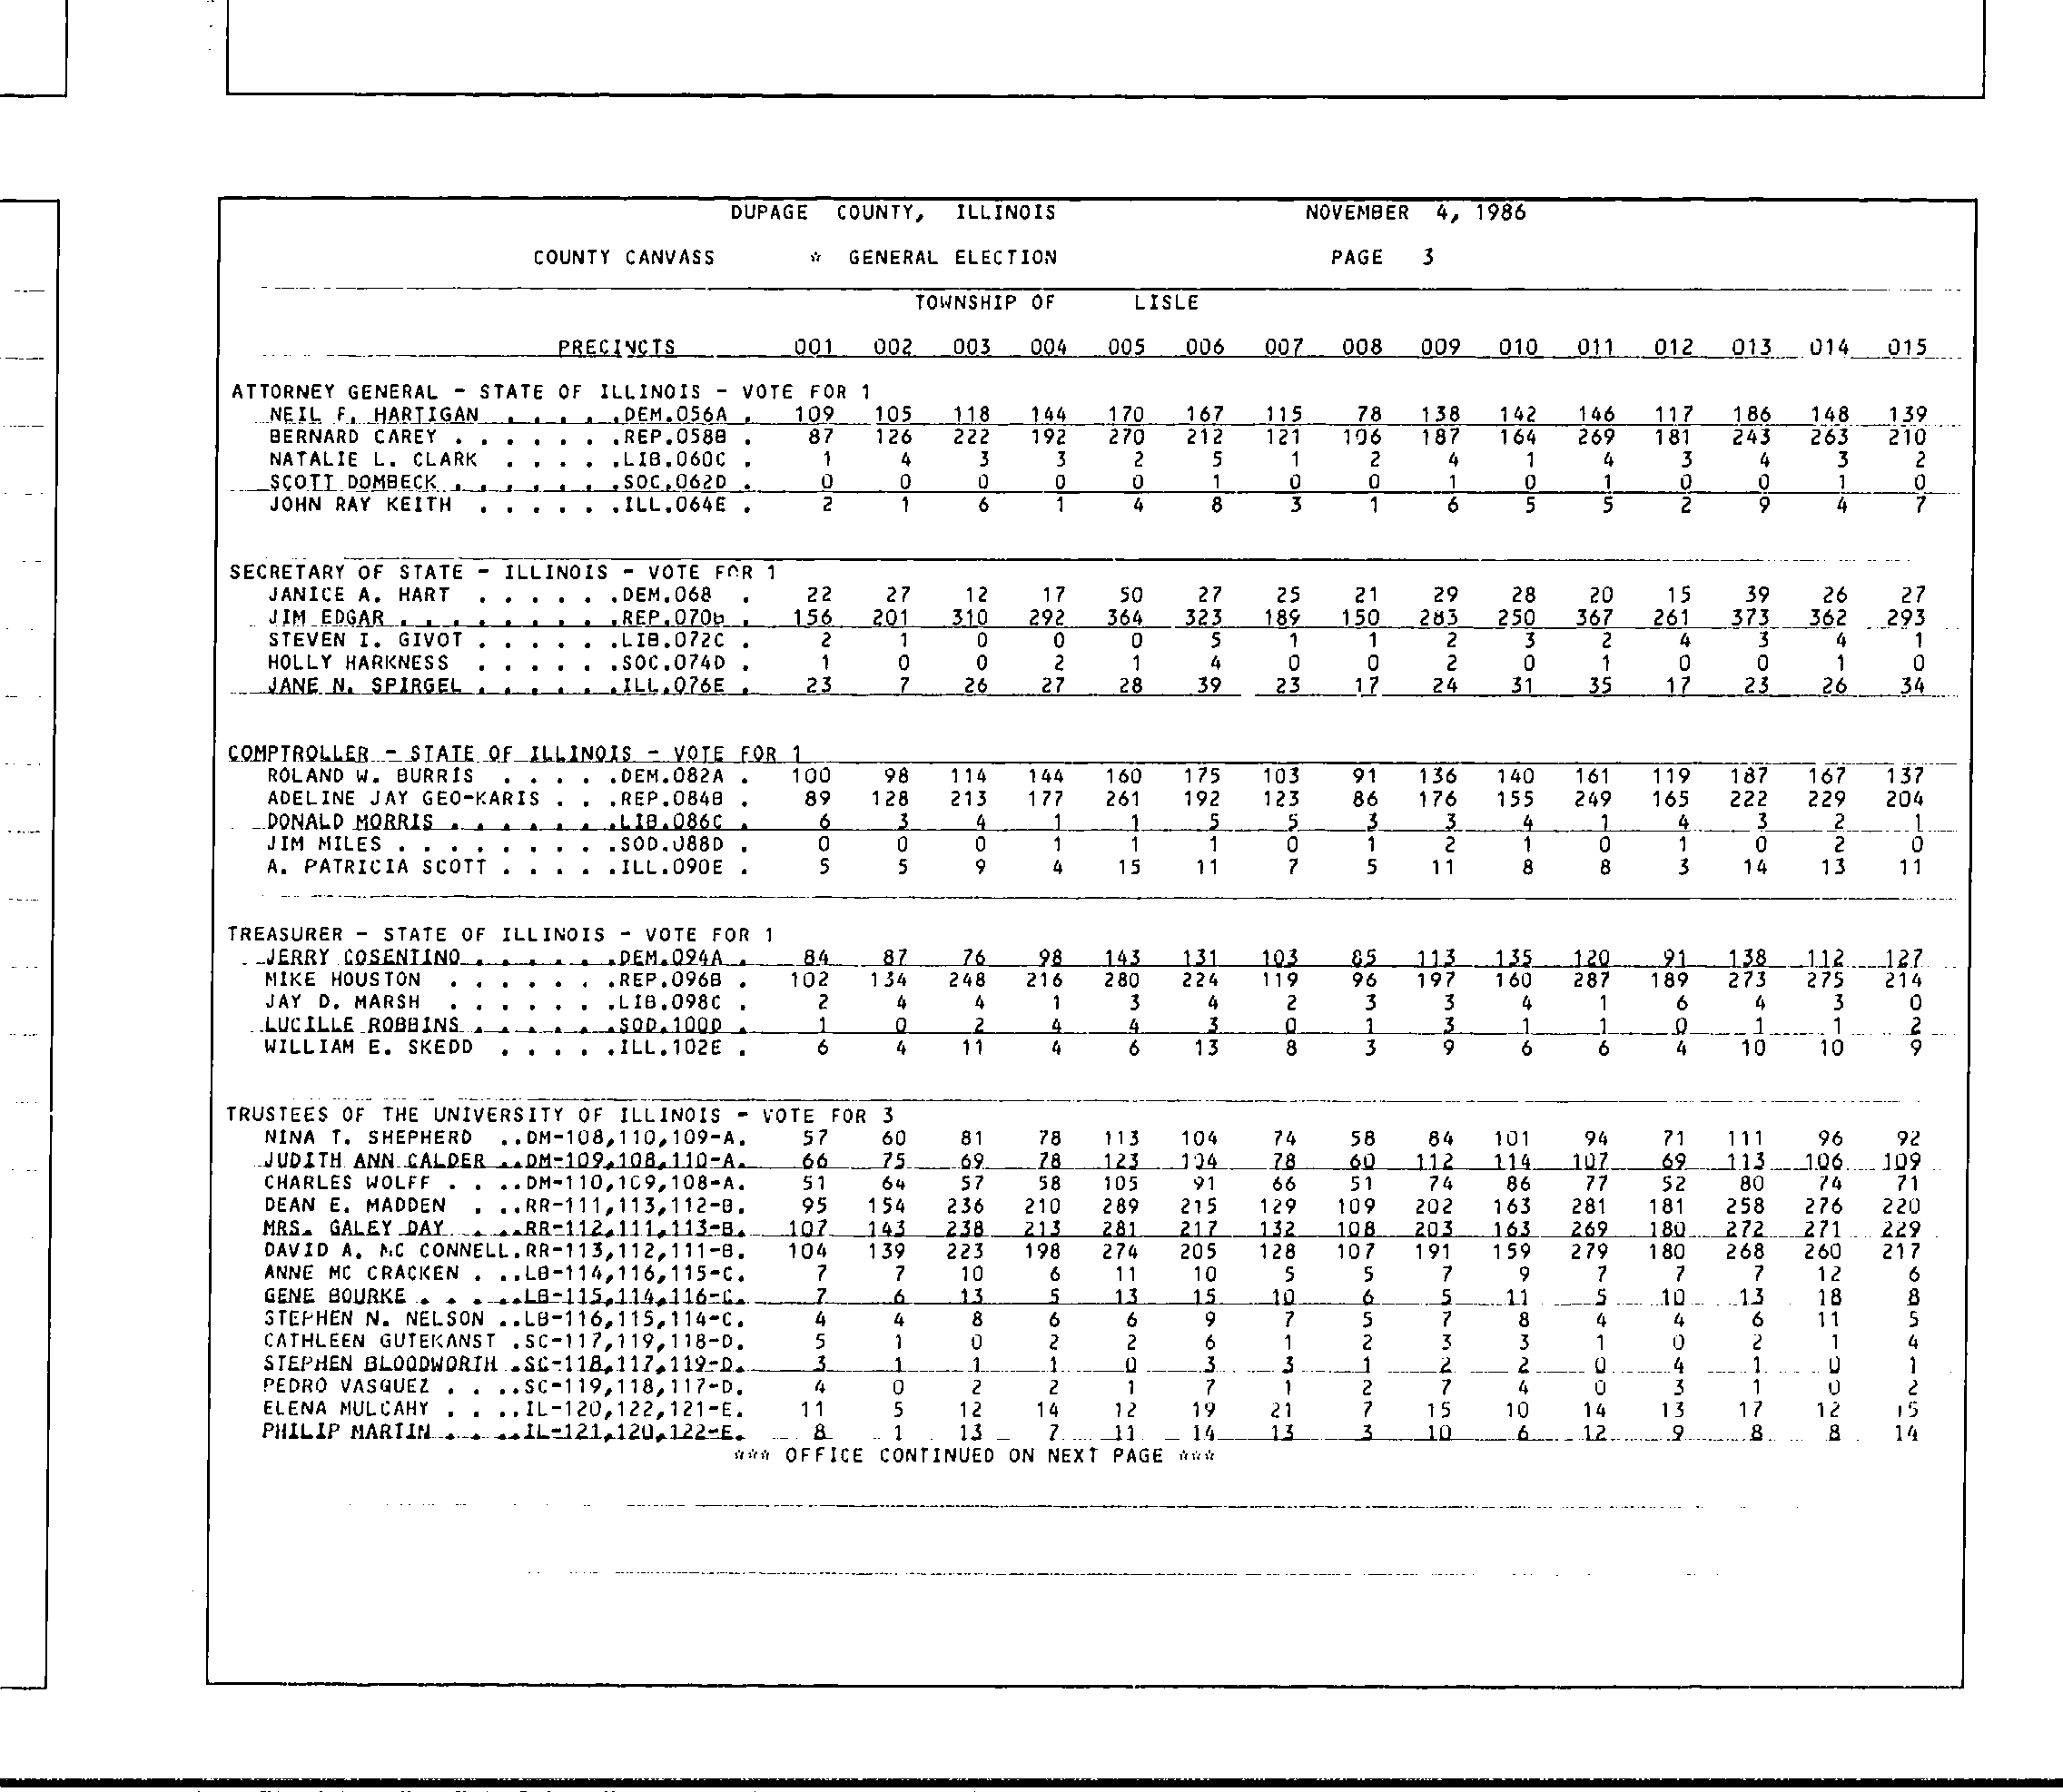 DUPAGE COUNTY, ILLINOIS NOVEMBER 4, 1986
COUNTY CANVASS * GENERAL ELECTION PAGE 3
TOWNSHIP OF LISLE
PRECINCTS 001 002 003 004 005 006 007 008 009 010 011 012 013 014 015
ATTORNEY GENERAL - STATE OF ILLINOIS - VOTE FOR 1
NEIL F. HARTIGAN . . . . . .DEM.056A . 109 105 118 144 170 167 115 78 138 142 146 117 186 148 139
BERNARD CAREY . . . . . . .REP.058B . 87 126 222 192 270 212 121 106 187 164 269 181 243 263 210
NATALIE L. CLARK . . . . .LIB.060C . 1 4 3 3 2 5 1 2 4 1 4 3 4 3 2
SCOTT DOMBECK . . . . . . .SOC.062D . 0 0 0 0 0 1 0 0 1 0 1 0 0 1 0
JOHN RAY KEITH . . . . . .ILL.064E . 2 1 6 1 4 8 3 1 6 5 5 2 9 4 7
SECRETARY OF STATE - ILLINOIS - VOTE FOR 1
JANICE A. HART . . . . . .DEM.068 . 22 27 12 17 50 27 25 21 29 28 20 15 39 26 27
JIM EDGAR . . . . . . . . .REP.070B . 156 201 310 292 364 323 189 150 283 250 367 261 373 362 293
STEVEN I. GIVOT . . . . . .LIB.072C . 2 1 0 0 0 5 1 1 2 3 2 4 3 4 1
HOLLY HARKNESS . . . . . .SOC.074D . 1 0 0 2 1 4 0 0 2 0 1 0 0 1 0
JANE N. SPIRGEL . . . . . .ILL.076E . 23 7 26 27 28 39 23 17 24 31 35 17 23 26 34
COMPTROLLER - STATE OF ILLINOIS - VOTE FOR 1
ROLAND W. BURRIS . . . . .DEM.082A . 100 98 114 144 160 175 103 91 136 140 161 119 187 167 137
ADELINE JAY GEO-KARIS . . .REP.084B . 89 128 213 177 261 192 123 86 176 155 249 165 222 229 204
DONALD MORRIS . . . . . . .LIB.086C . 6 3 4 1 1 5 5 3 3 4 1 4 3 2 1
JIM MILES . . . . . . . . .SOD.088D . 0 0 0 1 1 1 0 1 2 1 0 1 0 2 0
A. PATRICIA SCOTT . . . . .ILL.090E . 5 5 9 4 15 11 7 5 11 8 8 3 14 13 11
TREASURER - STATE OF ILLINOIS - VOTE FOR 1
JERRY COSENTINO . . . . . .DEM.094A . 84 87 76 98 143 131 103 85 113 135 120 91 138 112 127
MIKE HOUSTON . . . . . . .REP.096B . 102 134 248 216 280 224 119 96 197 160 287 189 273 275 214
JAY D. MARSH . . . . . . .LIB.098C . 2 4 4 1 3 4 2 3 3 4 1 6 4 3 0
LUCILLE ROBBINS . . . . . .SOD.100D . 1 0 2 4 4 3 0 1 3 1 1 0 1 1 2
WILLIAM E. SKEDD . . . . .ILL.102E . 6 4 11 4 6 13 8 3 9 6 6 4 10 10 9
TRUSTEES OF THE UNIVERSITY OF ILLINOIS - VOTE FOR 3
NINA T. SHEPHERD ..DM-108,110,109-A. 57 60 81 78 113 104 74 58 84 101 94 71 111 96 92
JUDITH ANN CALDER ..DM-109,108,110-A. 66 75 69 78 123 104 78 60 112 114 107 69 113 106 109
CHARLES WOLFF . . ..DM-110,109,108-A. 51 64 57 58 105 91 66 51 74 86 77 52 80 74 71
DEAN E. MADDEN . ..RR-111,113,112-B. 95 154 236 210 289 215 129 109 202 163 281 181 258 276 220
MRS. GALEY DAY . ..RR-112,111,113-B. 107 143 238 213 281 217 132 108 203 163 269 180 272 271 229
DAVID A. MC CONNELL.RR-113,112,111-B. 104 139 223 198 274 205 128 107 191 159 279 180 268 260 217
ANNE MC CRACKEN . ..LB-114,116,115-C. 7 7 10 6 11 10 5 5 7 9 7 7 7 12 6
GENE BOURKE . . . ..LB-115,114,116-C. 7 6 13 5 13 15 10 6 5 11 5 10 13 18 8
STEPHEN N. NELSON ..LB-116,115,114-C. 4 4 8 6 6 9 7 5 7 8 4 4 6 11 5
CATHLEEN GUTEKANST .SC-117,119,118-D. 5 1 0 2 2 6 1 2 3 3 1 0 2 1 4
STEPHEN BLOODWORTH .SC-118,117,119-D. 3 1 1 1 0 3 3 1 2 2 0 4 1 0 1
PEDRO VASQUEZ . . ..SC-119,118,117-D. 4 0 2 2 1 7 1 2 7 4 0 3 1 0 2
ELENA MULCAHY . . ..IL-120,122,121-E. 11 5 12 14 12 19 21 7 15 10 14 13 17 12 15
PHILIP MARTIN . . ..IL-121,120,122-E. 8 1 13 7 11 14 13 3 10 6 12 9 8 8 14
*** OFFICE CONTINUED ON NEXT PAGE ***